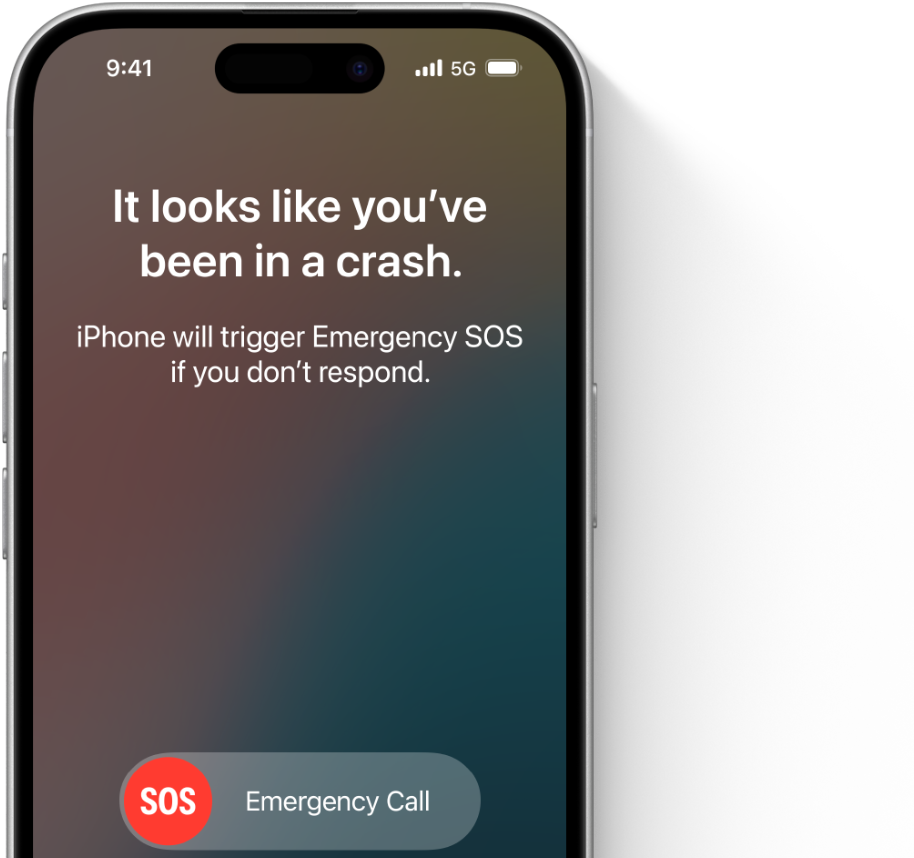 9:41 5G
It looks like you’ve
been in a crash.
iPhone will trigger Emergency SOS
if you don’t respond.
SOS Emergency Call